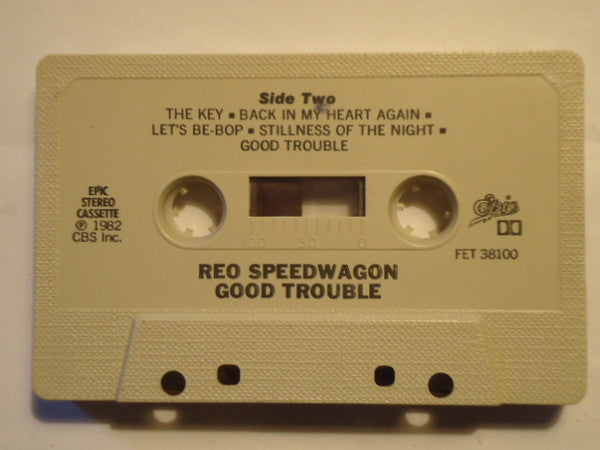 Side Two
THE KEY ▪ BACK IN MY HEART AGAIN ▪
LET'S BE-BOP ▪ STILLNESS OF THE NIGHT ▪
GOOD TROUBLE
EPIC
STEREO
CASSETTE
℗ 1982
CBS Inc.
100 50 0
Epic
FET 38100
REO SPEEDWAGON
GOOD TROUBLE